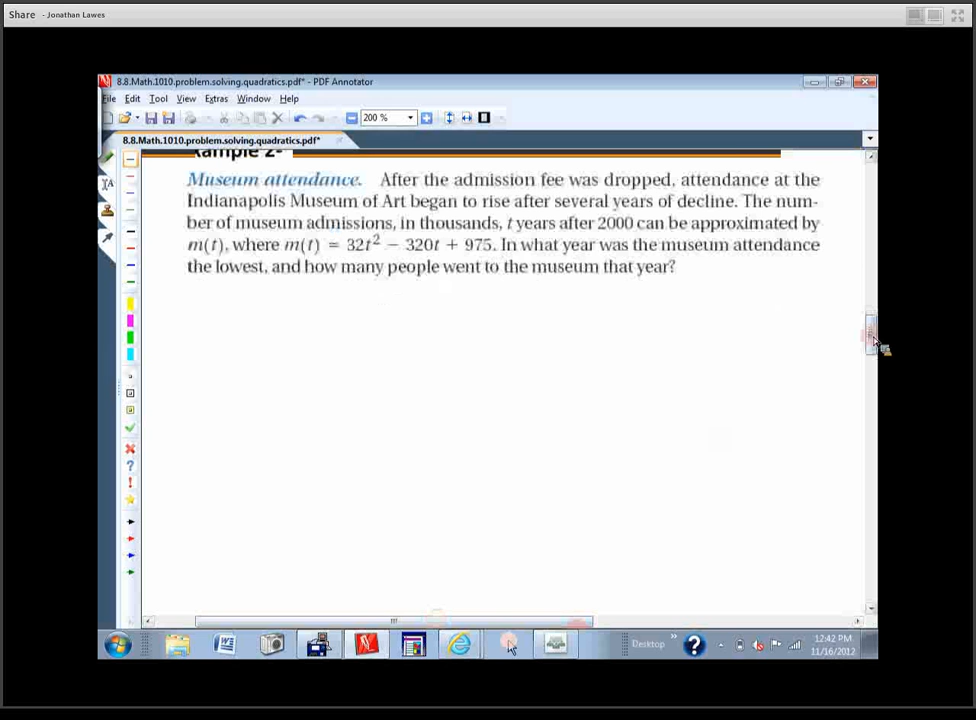 Share - Jonathan Lawes
8.8.Math.1010.problem.solving.quadratics.pdf* - PDF Annotator
File Edit Tool View Extras Window Help
200 %
8.8.Math.1010.problem.solving.quadratics.pdf*
ample 2-
Museum attendance. After the admission fee was dropped, attendance at the
Indianapolis Museum of Art began to rise after several years of decline. The num-
ber of museum admissions, in thousands, t years after 2000 can be approximated by
m(t), where m(t) = 32t² − 320t + 975. In what year was the museum attendance
the lowest, and how many people went to the museum that year?
Desktop
12:42 PM
11/16/2012